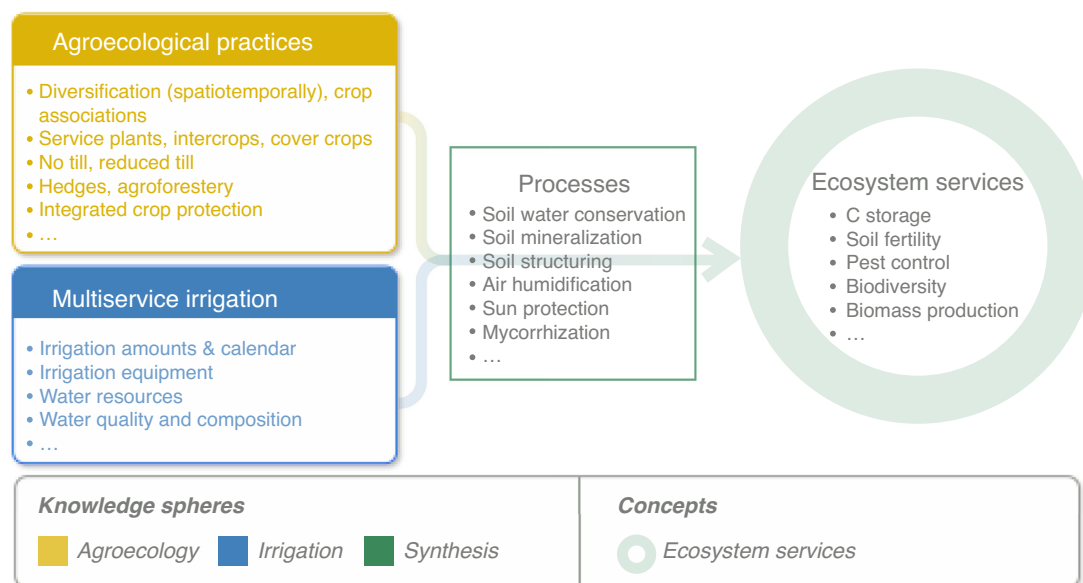 Agroecological practices
• Diversification (spatiotemporally), crop
associations
• Service plants, intercrops, cover crops
• No till, reduced till
• Hedges, agroforestery
• Integrated crop protection
• …
Multiservice irrigation
• Irrigation amounts & calendar
• Irrigation equipment
• Water resources
• Water quality and composition
• …
Processes
• Soil water conservation
• Soil mineralization
• Soil structuring
• Air humidification
• Sun protection
• Mycorrhization
• …
Ecosystem services
• C storage
• Soil fertility
• Pest control
• Biodiversity
• Biomass production
• …
Knowledge spheres
Agroecology
Irrigation
Synthesis
Concepts
Ecosystem services